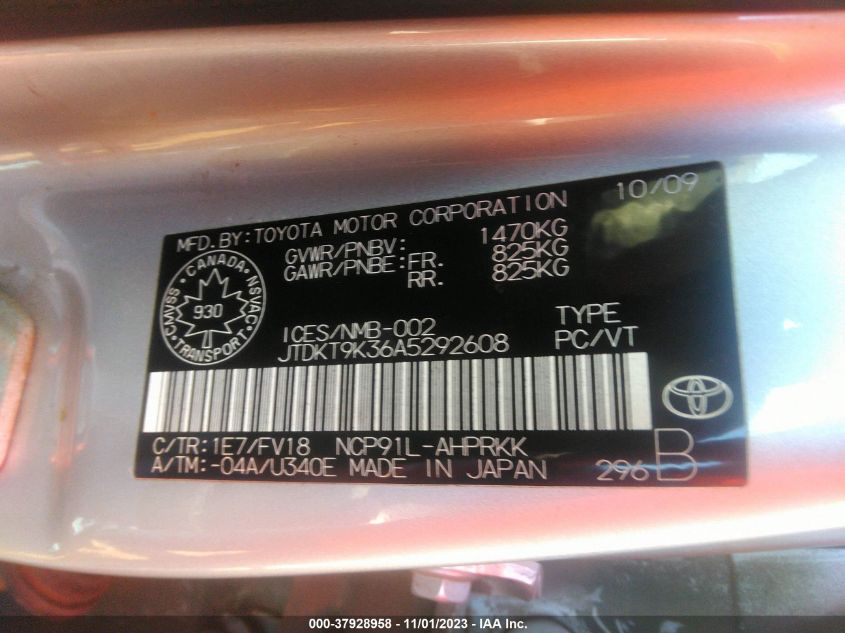 10/09
MFD.BY:TOYOTA MOTOR CORPORATION
GVWR/PNBV: 1470KG
GAWR/PNBE: FR. 825KG
RR. 825KG
CANADA
CMVSS NSVAC
930
TRANSPORT
ICES/NMB-002 TYPE
JTDKT9K36A5292608 PC/VT
C/TR:1E7/FV18 NCP91L-AHPRKK
A/TM:-04A/U340E MADE IN JAPAN 296 B
000-37928958 - 11/01/2023 - IAA Inc.